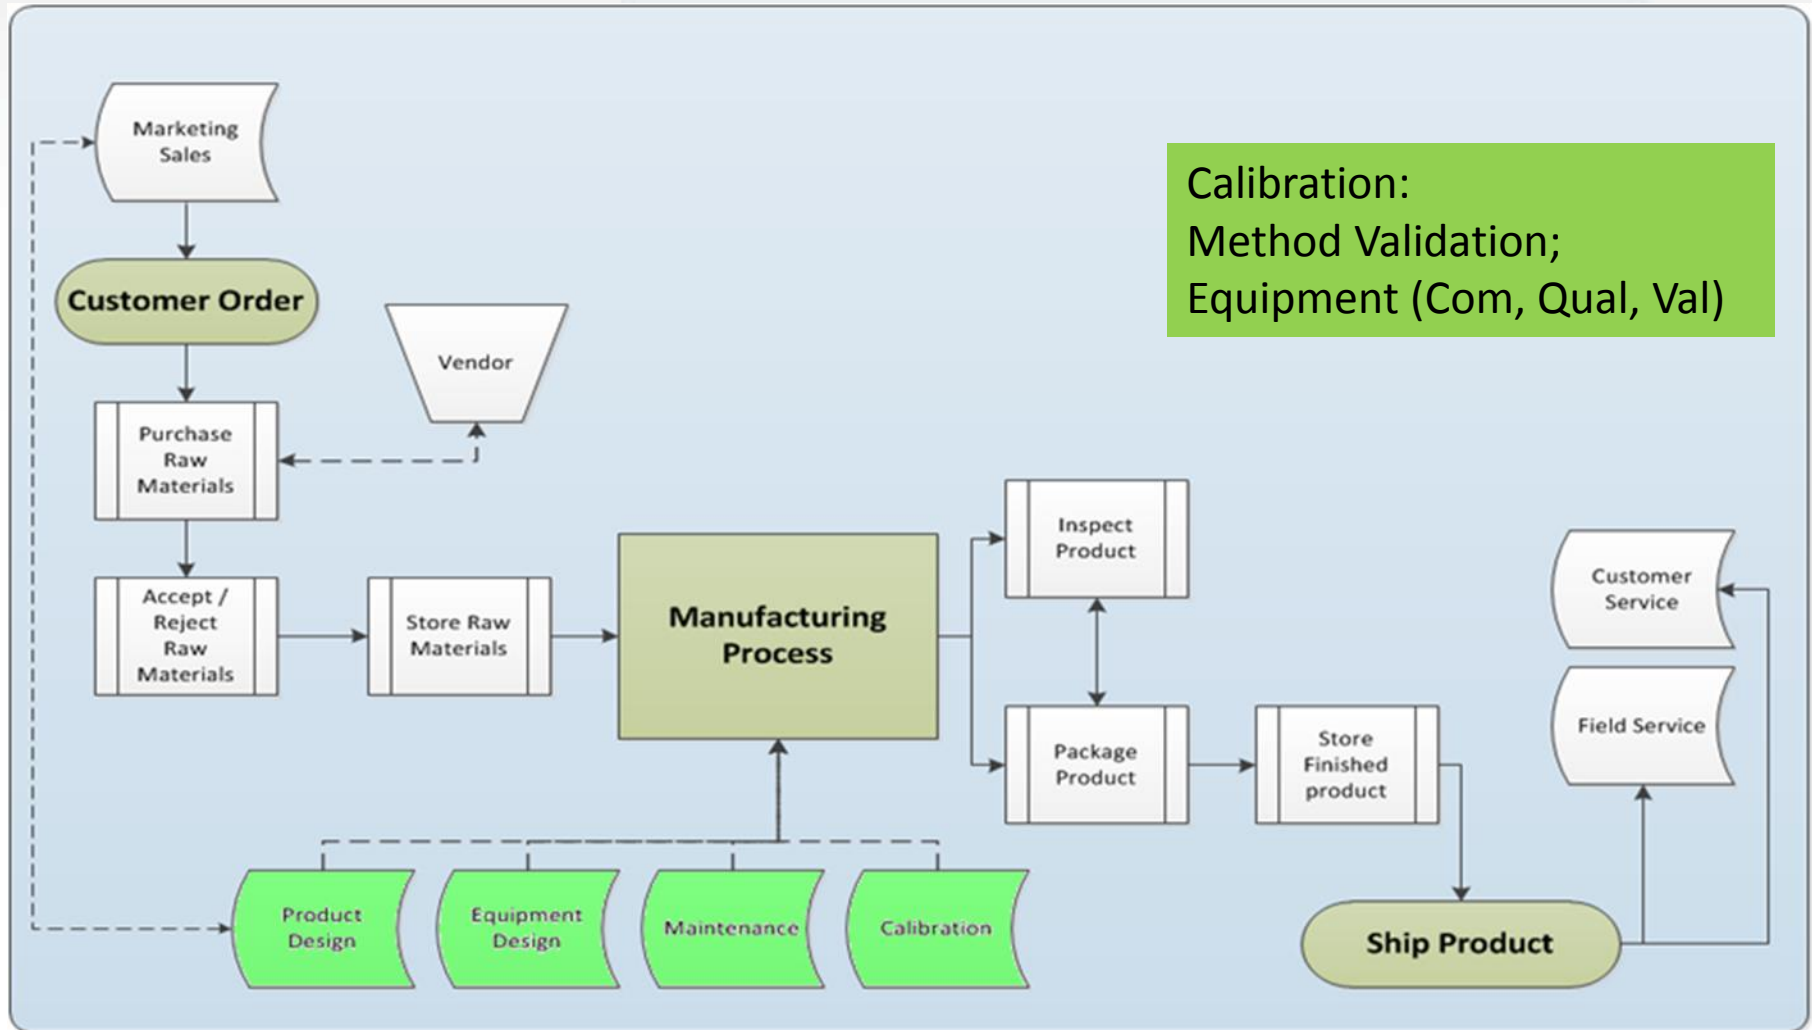 Marketing
Sales
Calibration:
Method Validation;
Equipment (Com, Qual, Val)
Customer Order
Vendor
Purchase
Raw
Materials
Inspect
Product
Accept /
Reject
Raw
Materials
Store Raw
Materials
Manufacturing
Process
Customer
Service
Field Service
Package
Product
Store
Finished
product
Product
Design
Equipment
Design
Maintenance
Calibration
Ship Product